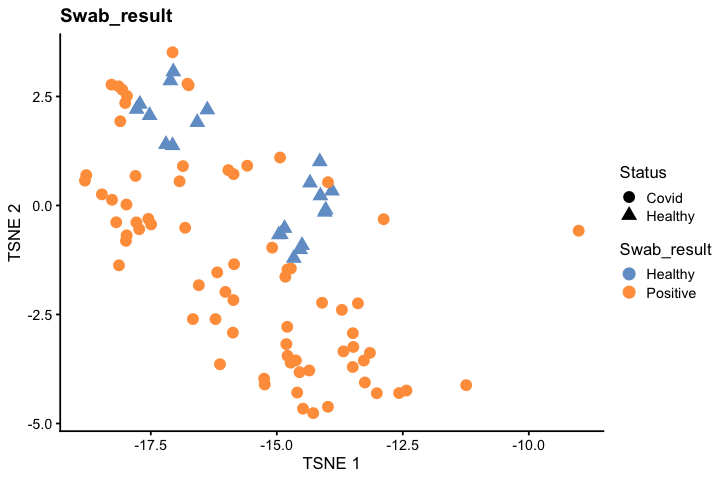 Swab_result
2.5
0.0
-2.5
-5.0
TSNE 2
-17.5 -15.0 -12.5 -10.0
TSNE 1
Status
Covid
Healthy
Swab_result
Healthy
Positive